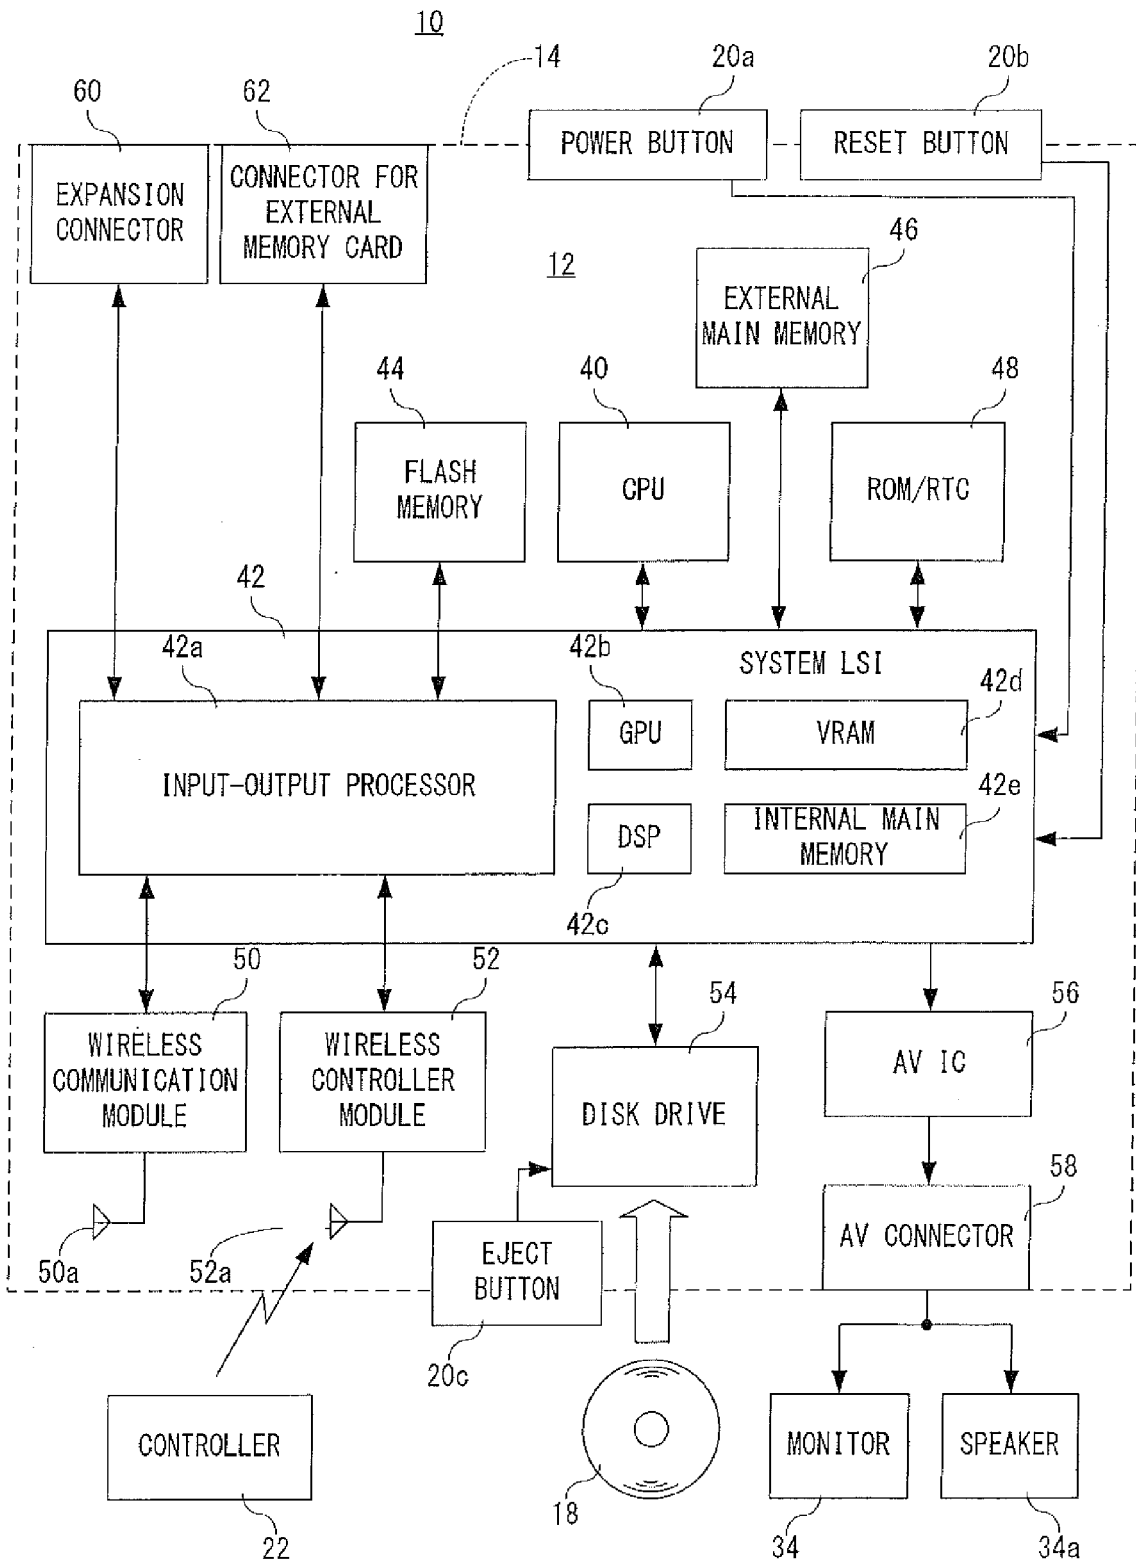 10
14
20a
20b
60
62
POWER BUTTON
RESET BUTTON
EXPANSION
CONNECTOR
CONNECTOR FOR
EXTERNAL
MEMORY CARD
12
46
EXTERNAL
MAIN MEMORY
44
40
48
FLASH
MEMORY
CPU
ROM/RTC
42
42a
42b
SYSTEM LSI
42d
GPU
VRAM
INPUT-OUTPUT PROCESSOR
42e
DSP
INTERNAL MAIN
MEMORY
42c
50
52
54
56
WIRELESS
COMMUNICATION
MODULE
WIRELESS
CONTROLLER
MODULE
DISK DRIVE
AV IC
58
50a
52a
EJECT
BUTTON
AV CONNECTOR
20c
CONTROLLER
MONITOR
SPEAKER
18
22
34
34a